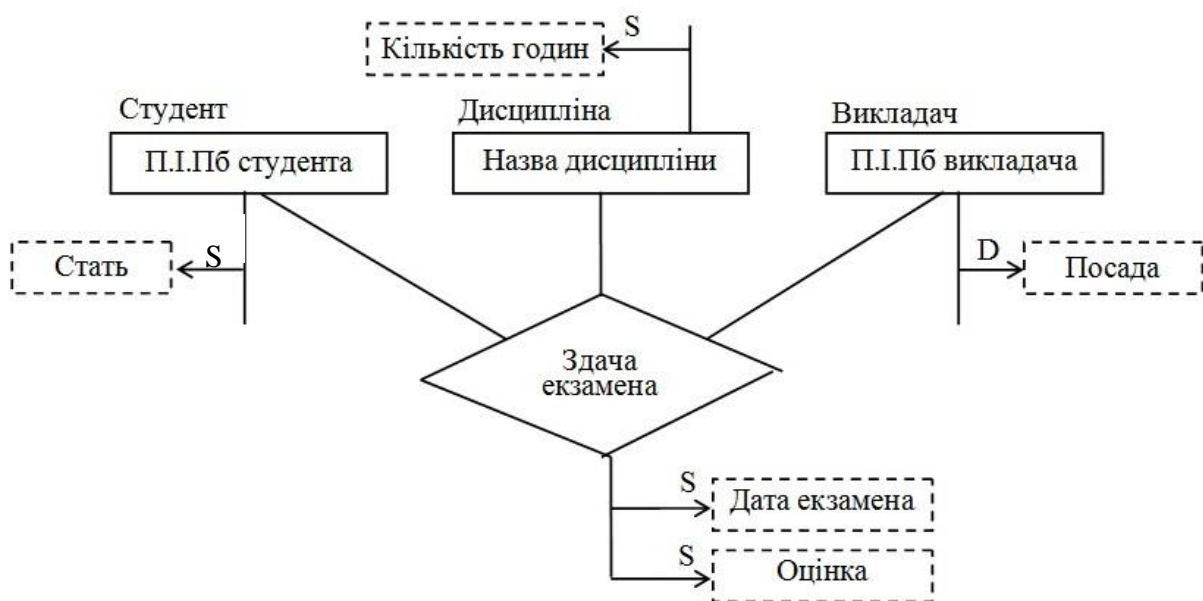 S
Кількість годин
Студент
Дисципліна
Викладач
П.І.Пб студента
Назва дисципліни
П.І.Пб викладача
Стать
S
D
Посада
Здача
екзамена
S
Дата екзамена
S
Оцінка